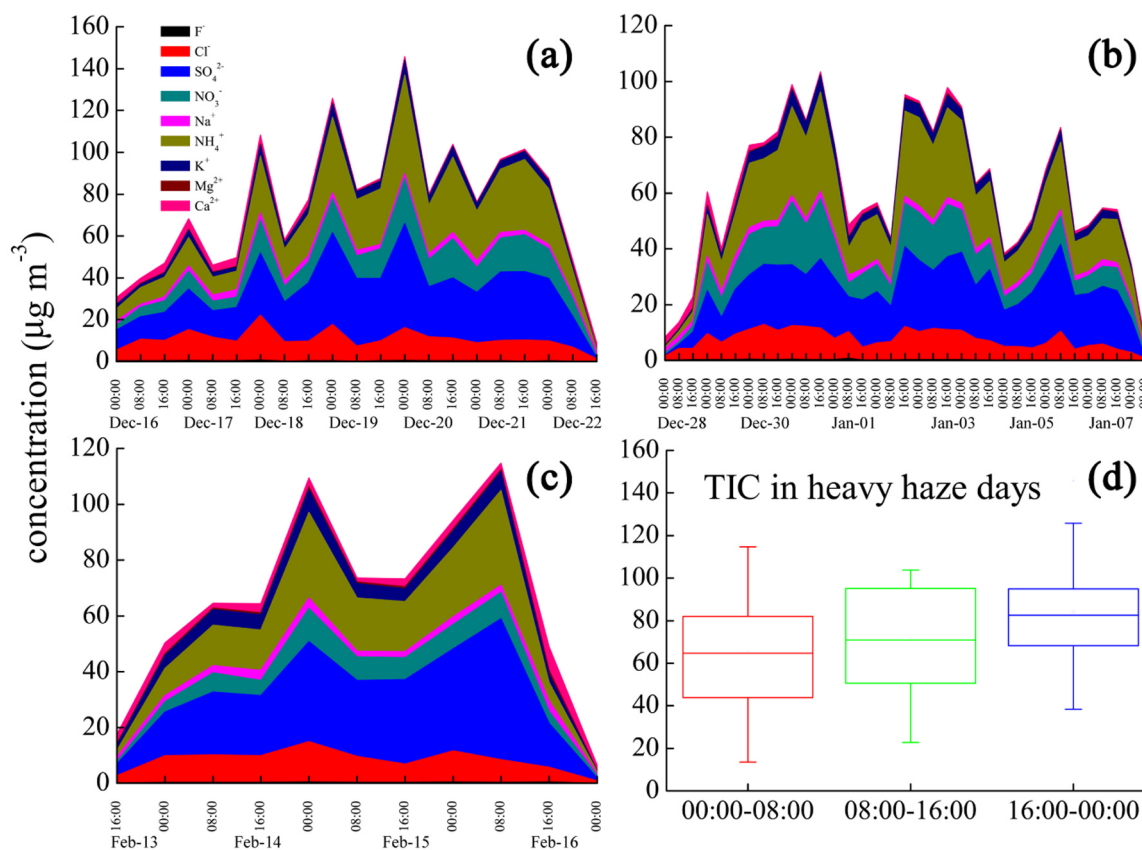 concentration (μg m⁻³)
(a)
160
140
120
100
80
60
40
20
0
F⁻
Cl⁻
SO₄²⁻
NO₃⁻
Na⁺
NH₄⁺
K⁺
Mg²⁺
Ca²⁺
00:00 08:00 16:00 00:00 08:00 16:00 00:00 08:00 16:00 00:00 08:00 16:00 00:00 08:00 16:00 00:00 08:00 16:00 00:00 08:00 16:00
Dec-16 Dec-17 Dec-18 Dec-19 Dec-20 Dec-21 Dec-22
(b)
120
100
80
60
40
20
0
Dec-28 Dec-30 Jan-01 Jan-03 Jan-05 Jan-07
(c)
120
100
80
60
40
20
0
16:00 00:00 08:00 16:00 00:00 08:00 16:00 00:00 08:00 16:00 00:00
Feb-13 Feb-14 Feb-15 Feb-16
(d)
TIC in heavy haze days
160
140
120
100
80
60
40
20
0
00:00-08:00 08:00-16:00 16:00-00:00